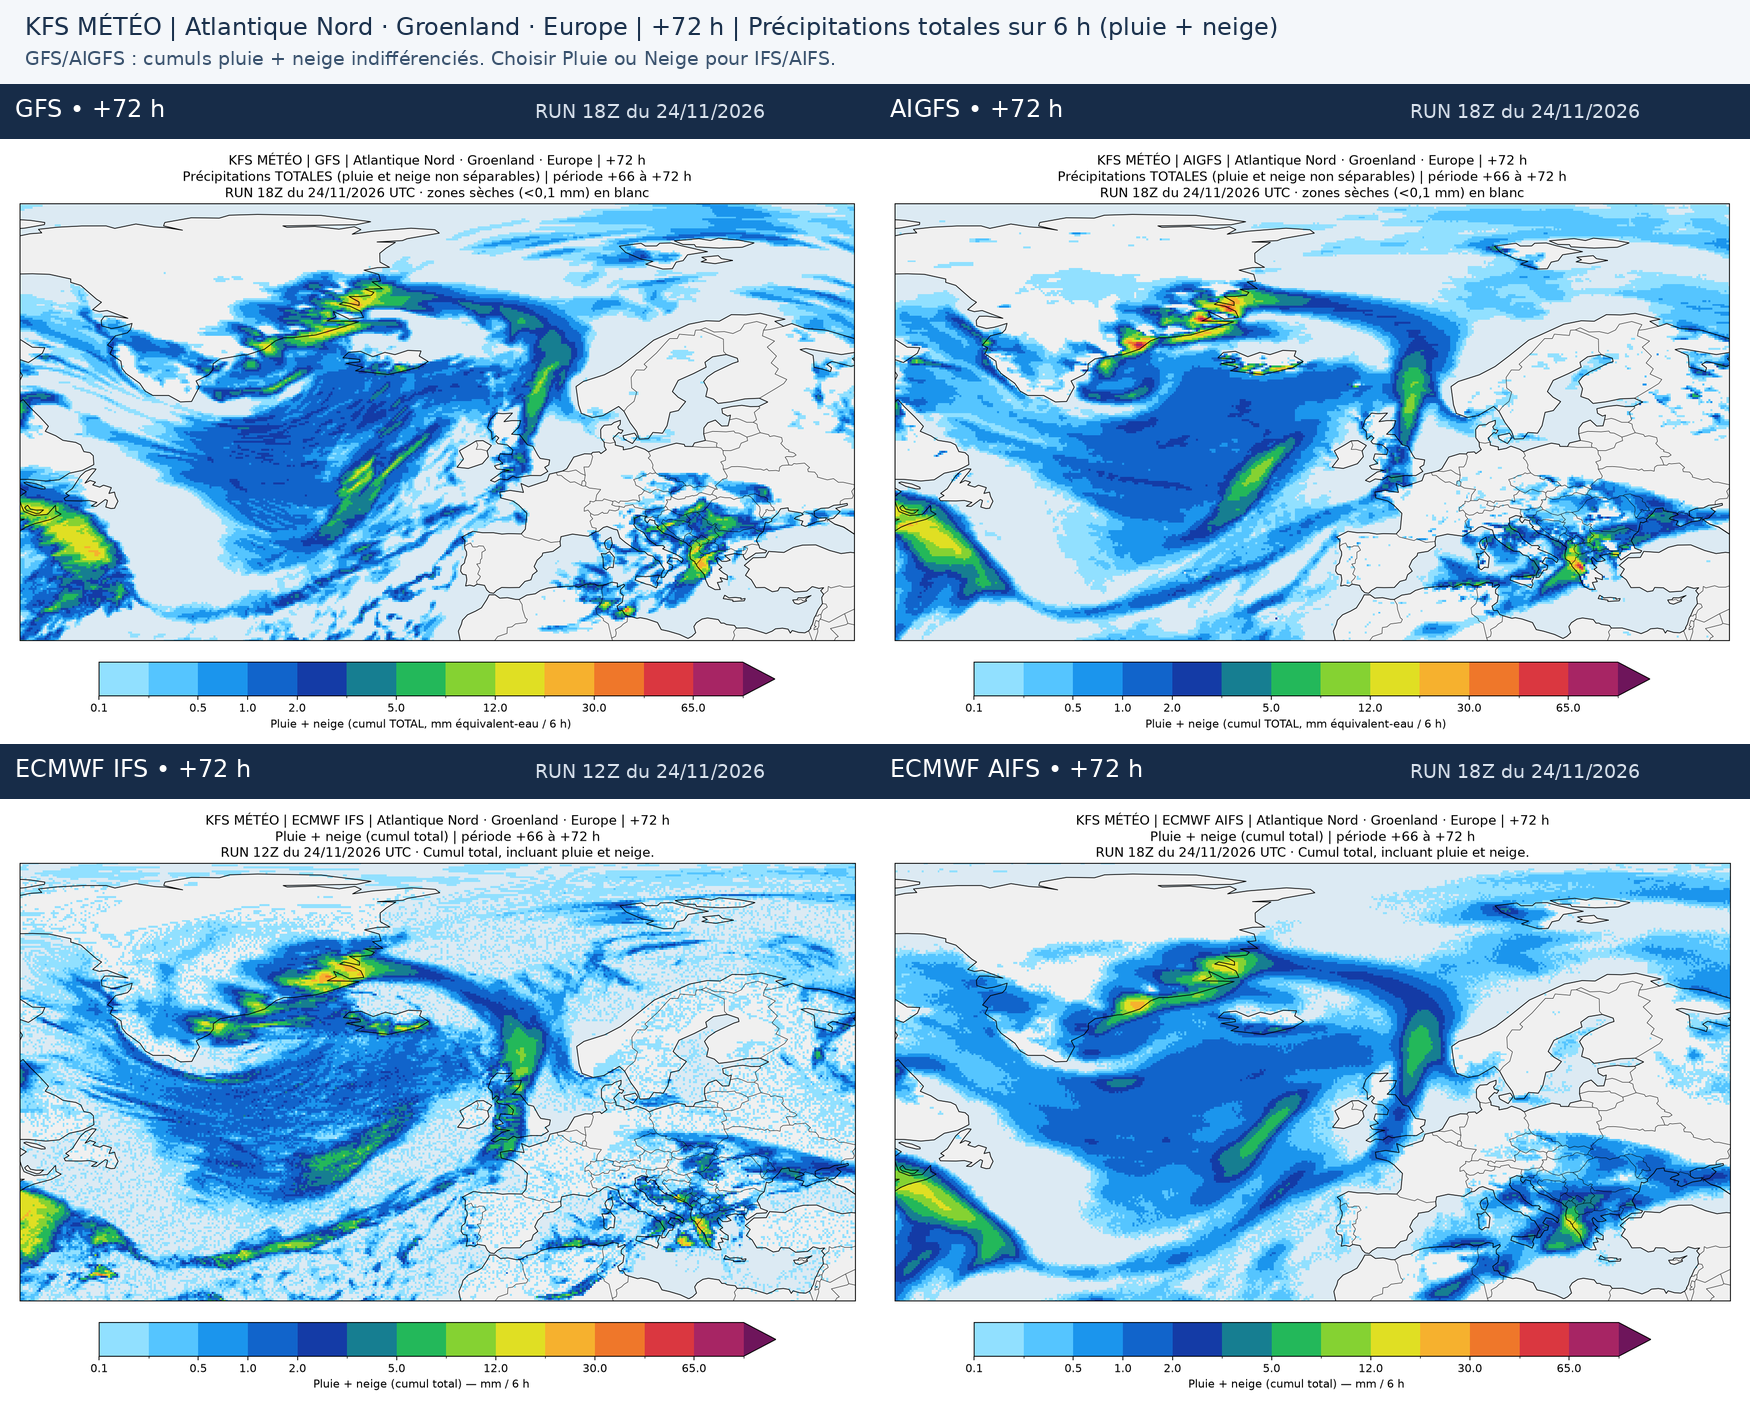 KFS MÉTÉO | Atlantique Nord · Groenland · Europe | +72 h | Précipitations totales sur 6 h (pluie + neige)
GFS/AIGFS : cumuls pluie + neige indifférenciés. Choisir Pluie ou Neige pour IFS/AIFS.
GFS • +72 h
RUN 18Z du 24/11/2026
KFS MÉTÉO | GFS | Atlantique Nord · Groenland · Europe | +72 h
Précipitations TOTALES (pluie et neige non séparables) | période +66 à +72 h
RUN 18Z du 24/11/2026 UTC · zones sèches (<0,1 mm) en blanc
0.1 0.5 1.0 2.0 5.0 12.0 30.0 65.0
Pluie + neige (cumul TOTAL, mm équivalent-eau / 6 h)
AIGFS • +72 h
RUN 18Z du 24/11/2026
KFS MÉTÉO | AIGFS | Atlantique Nord · Groenland · Europe | +72 h
Précipitations TOTALES (pluie et neige non séparables) | période +66 à +72 h
RUN 18Z du 24/11/2026 UTC · zones sèches (<0,1 mm) en blanc
0.1 0.5 1.0 2.0 5.0 12.0 30.0 65.0
Pluie + neige (cumul TOTAL, mm équivalent-eau / 6 h)
ECMWF IFS • +72 h
RUN 12Z du 24/11/2026
KFS MÉTÉO | ECMWF IFS | Atlantique Nord · Groenland · Europe | +72 h
Pluie + neige (cumul total) | période +66 à +72 h
RUN 12Z du 24/11/2026 UTC · Cumul total, incluant pluie et neige.
0.1 0.5 1.0 2.0 5.0 12.0 30.0 65.0
Pluie + neige (cumul total) — mm / 6 h
ECMWF AIFS • +72 h
RUN 18Z du 24/11/2026
KFS MÉTÉO | ECMWF AIFS | Atlantique Nord · Groenland · Europe | +72 h
Pluie + neige (cumul total) | période +66 à +72 h
RUN 18Z du 24/11/2026 UTC · Cumul total, incluant pluie et neige.
0.1 0.5 1.0 2.0 5.0 12.0 30.0 65.0
Pluie + neige (cumul total) — mm / 6 h